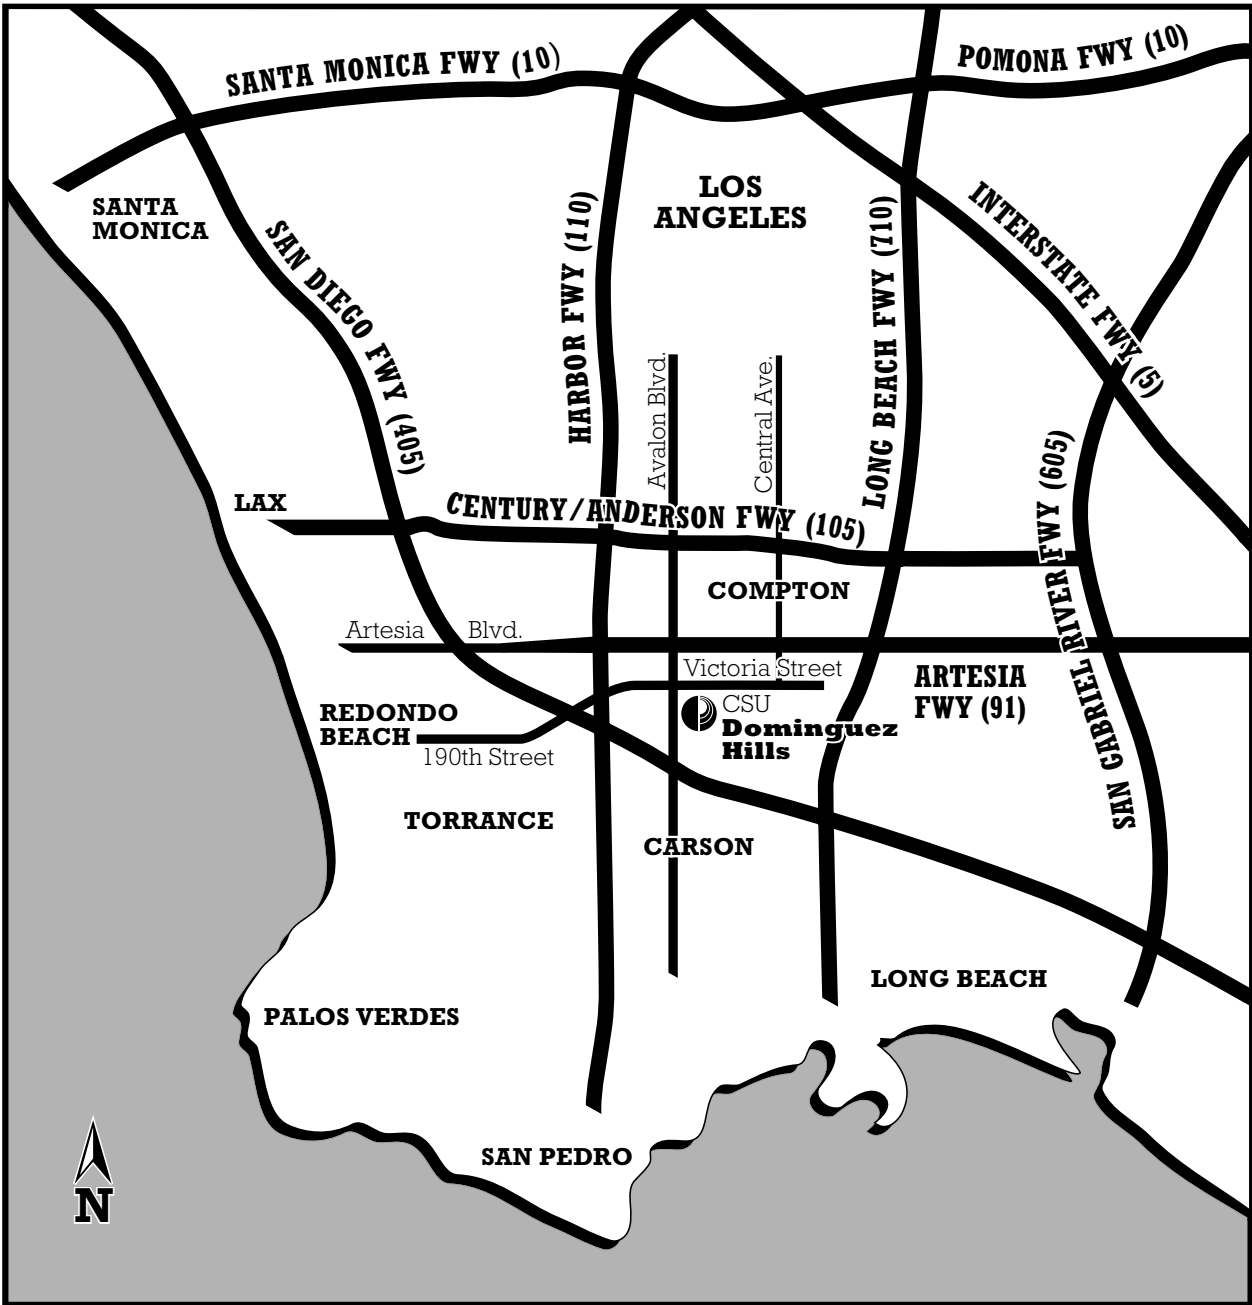 SANTA MONICA FWY (10)
POMONA FWY (10)
SANTA
MONICA
LOS
ANGELES
SAN DIEGO FWY (405)
HARBOR FWY (110)
LONG BEACH FWY (710)
INTERSTATE FWY (5)
Avalon Blvd.
Central Ave.
LAX
CENTURY/ANDERSON FWY (105)
SAN GABRIEL RIVER FWY (605)
COMPTON
Artesia Blvd.
Victoria Street
ARTESIA
FWY (91)
REDONDO
BEACH
190th Street
CSU
Dominguez
Hills
TORRANCE
CARSON
LONG BEACH
PALOS VERDES
SAN PEDRO
N